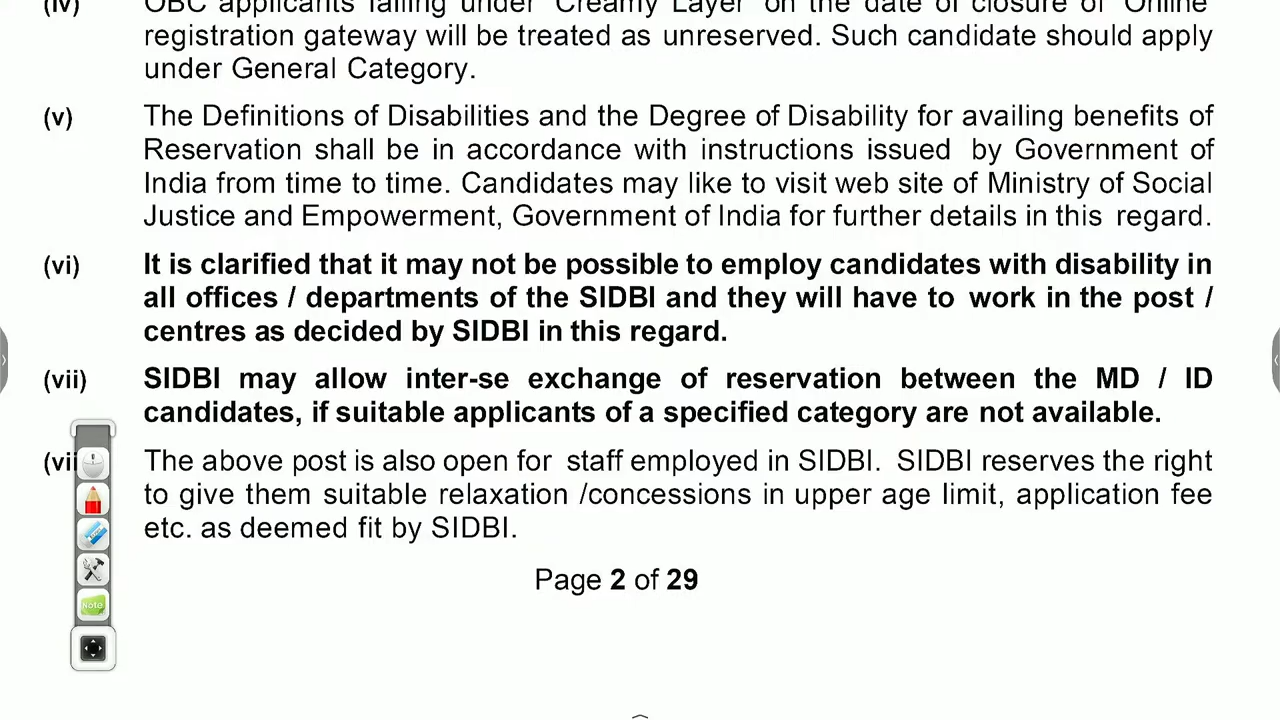 (iv) OBC applicants falling under 'Creamy Layer' on the date of closure of 'Online'
registration gateway will be treated as unreserved. Such candidate should apply
under General Category.
(v) The Definitions of Disabilities and the Degree of Disability for availing benefits of
Reservation shall be in accordance with instructions issued by Government of
India from time to time. Candidates may like to visit web site of Ministry of Social
Justice and Empowerment, Government of India for further details in this regard.
(vi) It is clarified that it may not be possible to employ candidates with disability in
all offices / departments of the SIDBI and they will have to work in the post /
centres as decided by SIDBI in this regard.
(vii) SIDBI may allow inter-se exchange of reservation between the MD / ID
candidates, if suitable applicants of a specified category are not available.
(vii The above post is also open for staff employed in SIDBI. SIDBI reserves the right
to give them suitable relaxation /concessions in upper age limit, application fee
etc. as deemed fit by SIDBI.
Page 2 of 29
Note